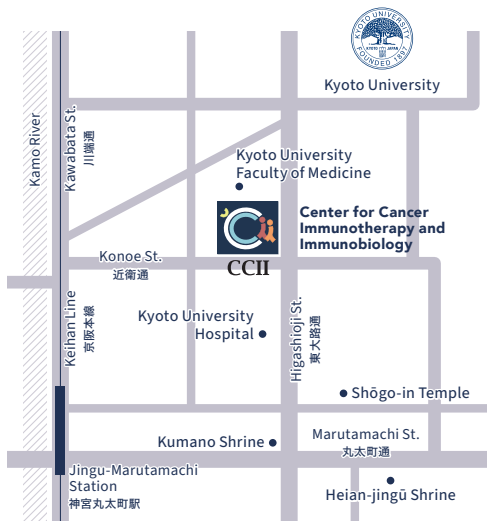 KYOTO UNIVERSITY
KYOTO JAPAN
FOUNDED 1897
Kyoto University
Kamo River
Kawabata St.
川端通
Kyoto University
Faculty of Medicine
Center for Cancer
Immunotherapy and
Immunobiology
CCII
Konoe St.
近衛通
Keihan Line
京阪本線
Kyoto University
Hospital
Higashioji St.
東大路通
Shōgo-in Temple
Kumano Shrine
Marutamachi St.
丸太町通
Jingu-Marutamachi
Station
神宮丸太町駅
Heian-jingū Shrine